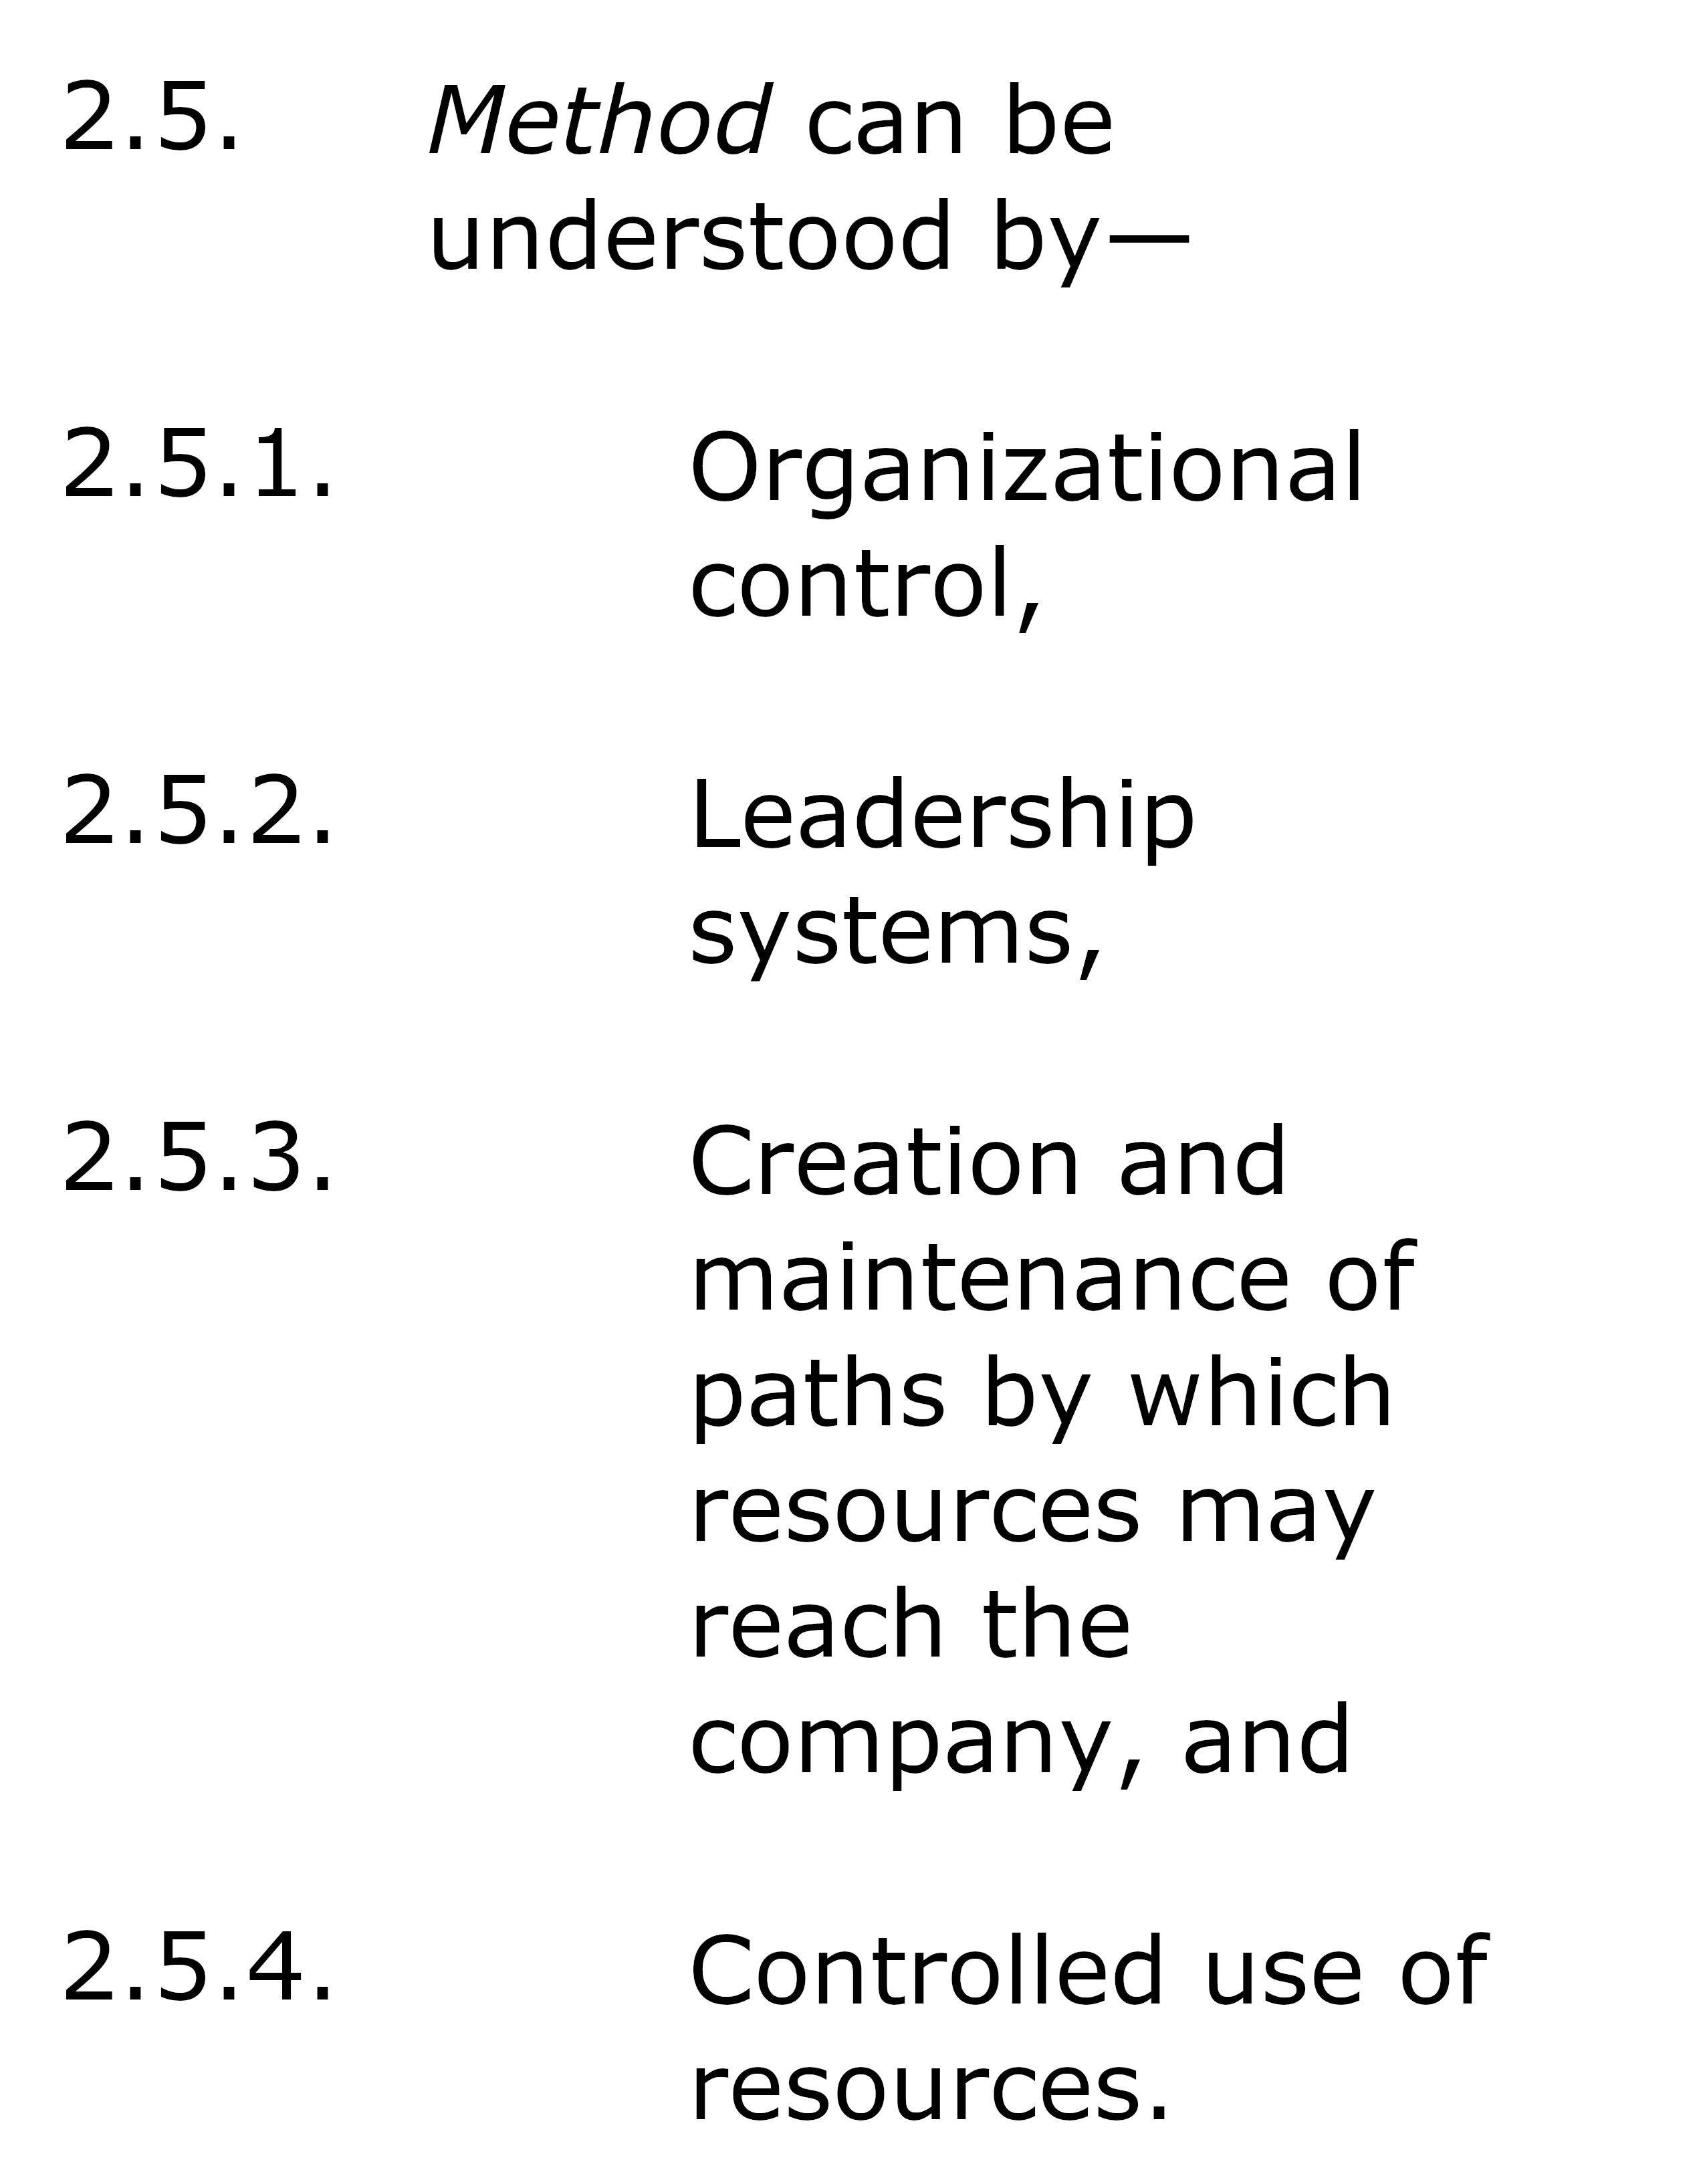 2.5. Method can be
understood by—
2.5.1. Organizational
control,
2.5.2. Leadership
systems,
2.5.3. Creation and
maintenance of
paths by which
resources may
reach the
company, and
2.5.4. Controlled use of
resources.